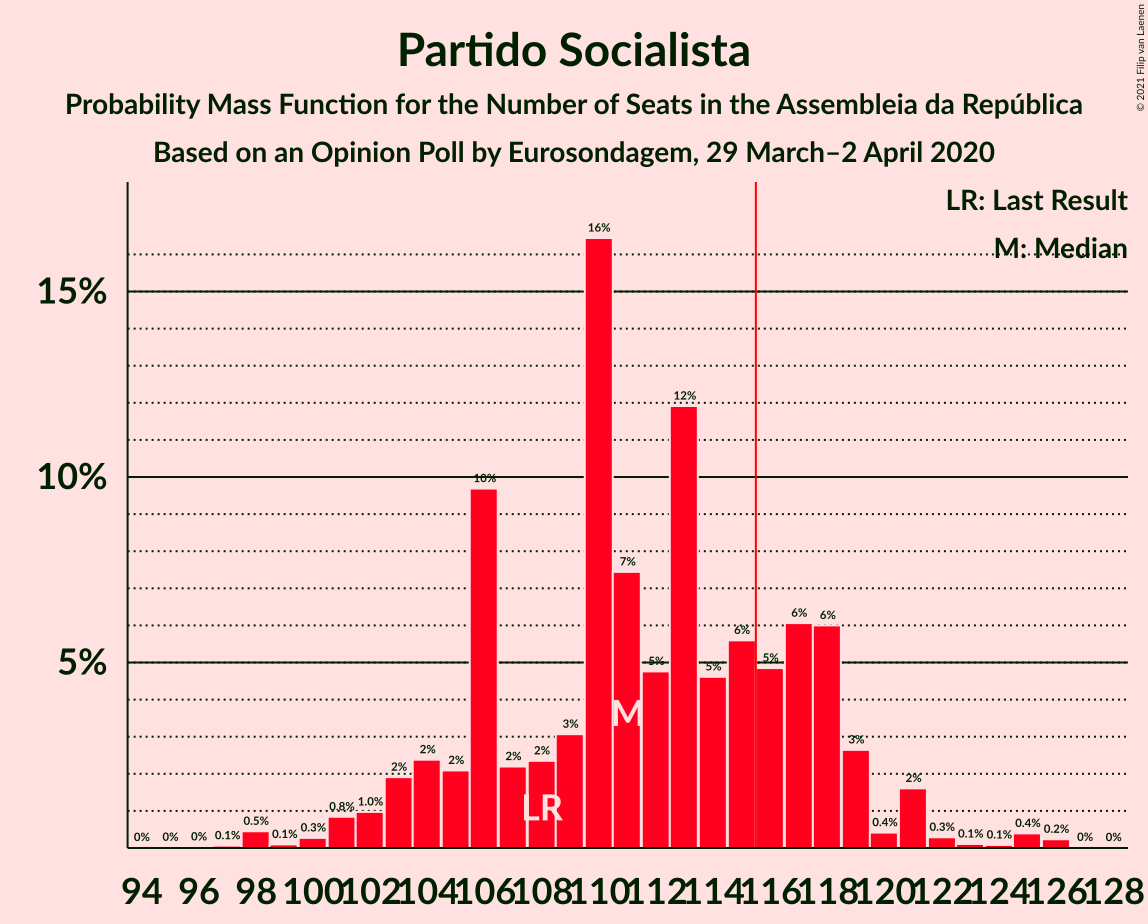 Partido Socialista
Probability Mass Function for the Number of Seats in the Assembleia da República
Based on an Opinion Poll by Eurosondagem, 29 March–2 April 2020
© 2021 Filip van Laenen
LR: Last Result
M: Median
15%
10%
5%
0% 0% 0% 0.1% 0.5% 0.1% 0.3% 0.8% 1.0% 2% 2% 2% 10% 2% 2% 3% 16% 7% 5% 12% 5% 6% 5% 6% 6% 3% 0.4% 2% 0.3% 0.1% 0.1% 0.4% 0.2% 0% 0%
M
LR
94 96 98 100 102 104 106 108 110 112 114 116 118 120 122 124 126 128